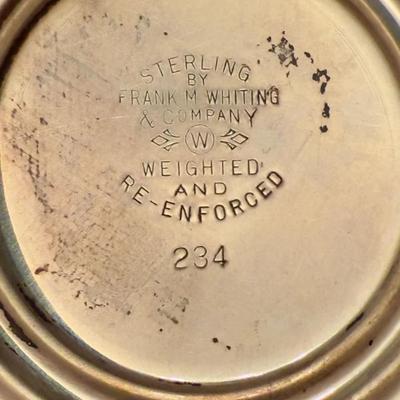 STERLING
BY
FRANK M. WHITING
& COMPANY
W
WEIGHTED
AND
RE-ENFORCED
234